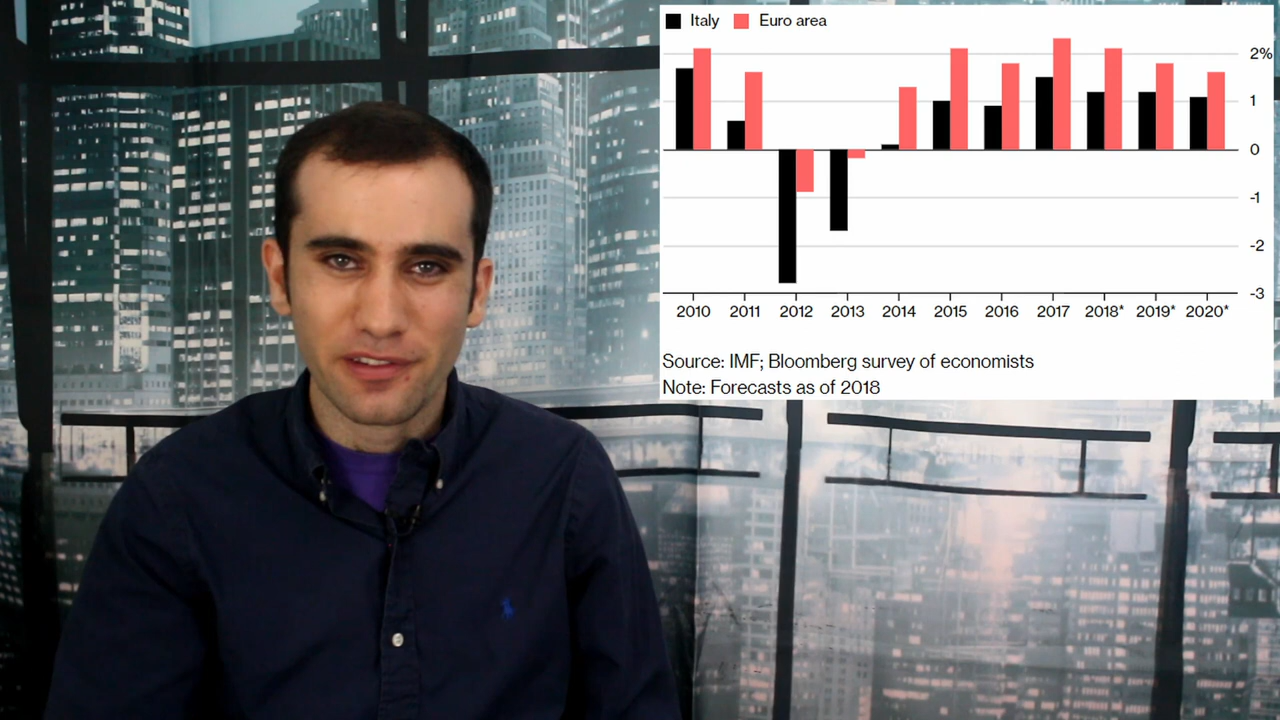 Italy Euro area
2%
1
0
-1
-2
-3
2010 2011 2012 2013 2014 2015 2016 2017 2018* 2019* 2020*
Source: IMF; Bloomberg survey of economists
Note: Forecasts as of 2018